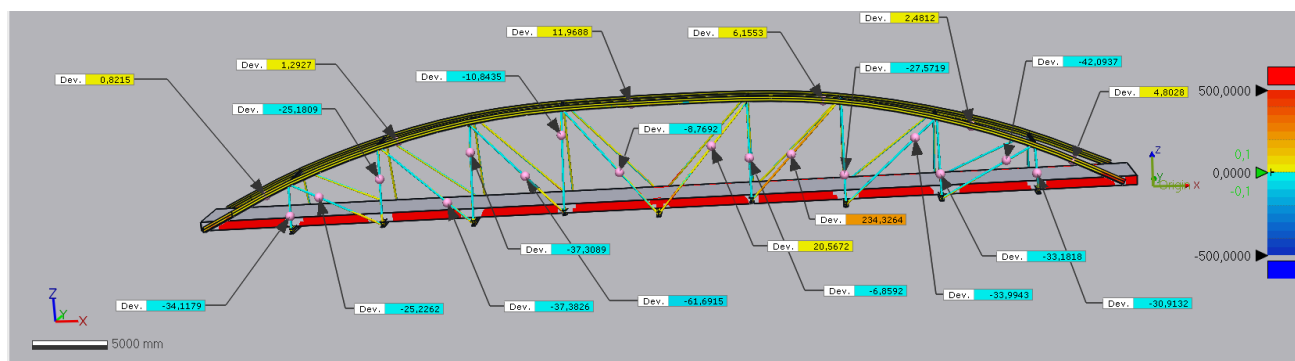 Dev. 2,4812
Dev. 11,9688
Dev. 6,1553
Dev. 1,2927
Dev. -10,8435
Dev. -27,5719
Dev. -42,0937
Dev. 0,8215
Dev. -25,1809
Dev. 4,8028
500,0000
Dev. -8,7692
Z
0,1
Y
0,0000
Origin
X
-0,1
Dev. 234,3264
Dev. 20,5672
Dev. -37,3089
Dev. -33,1818
-500,0000
Z
Y
X
Dev. -34,1179
Dev. -25,2262
Dev. -37,3826
Dev. -61,6915
Dev. -6,8592
Dev. -33,9943
Dev. -30,9132
5000 mm